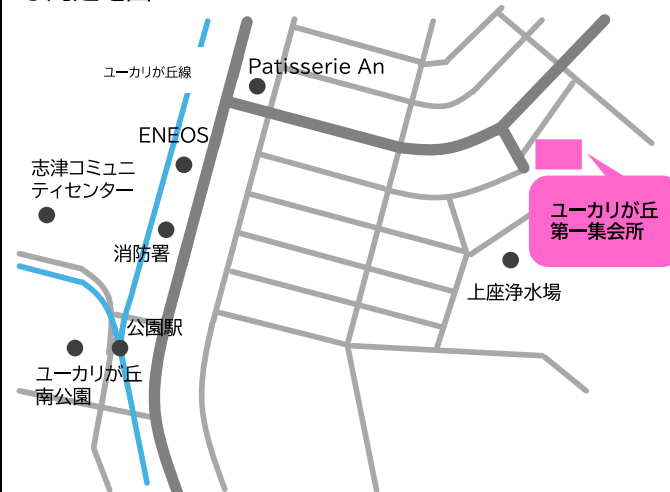 ユーカリが丘線
Patisserie An
ENEOS
志津コミュニ
ティセンター
消防署
公園駅
ユーカリが丘
南公園
ユーカリが丘
第一集会所
上座浄水場